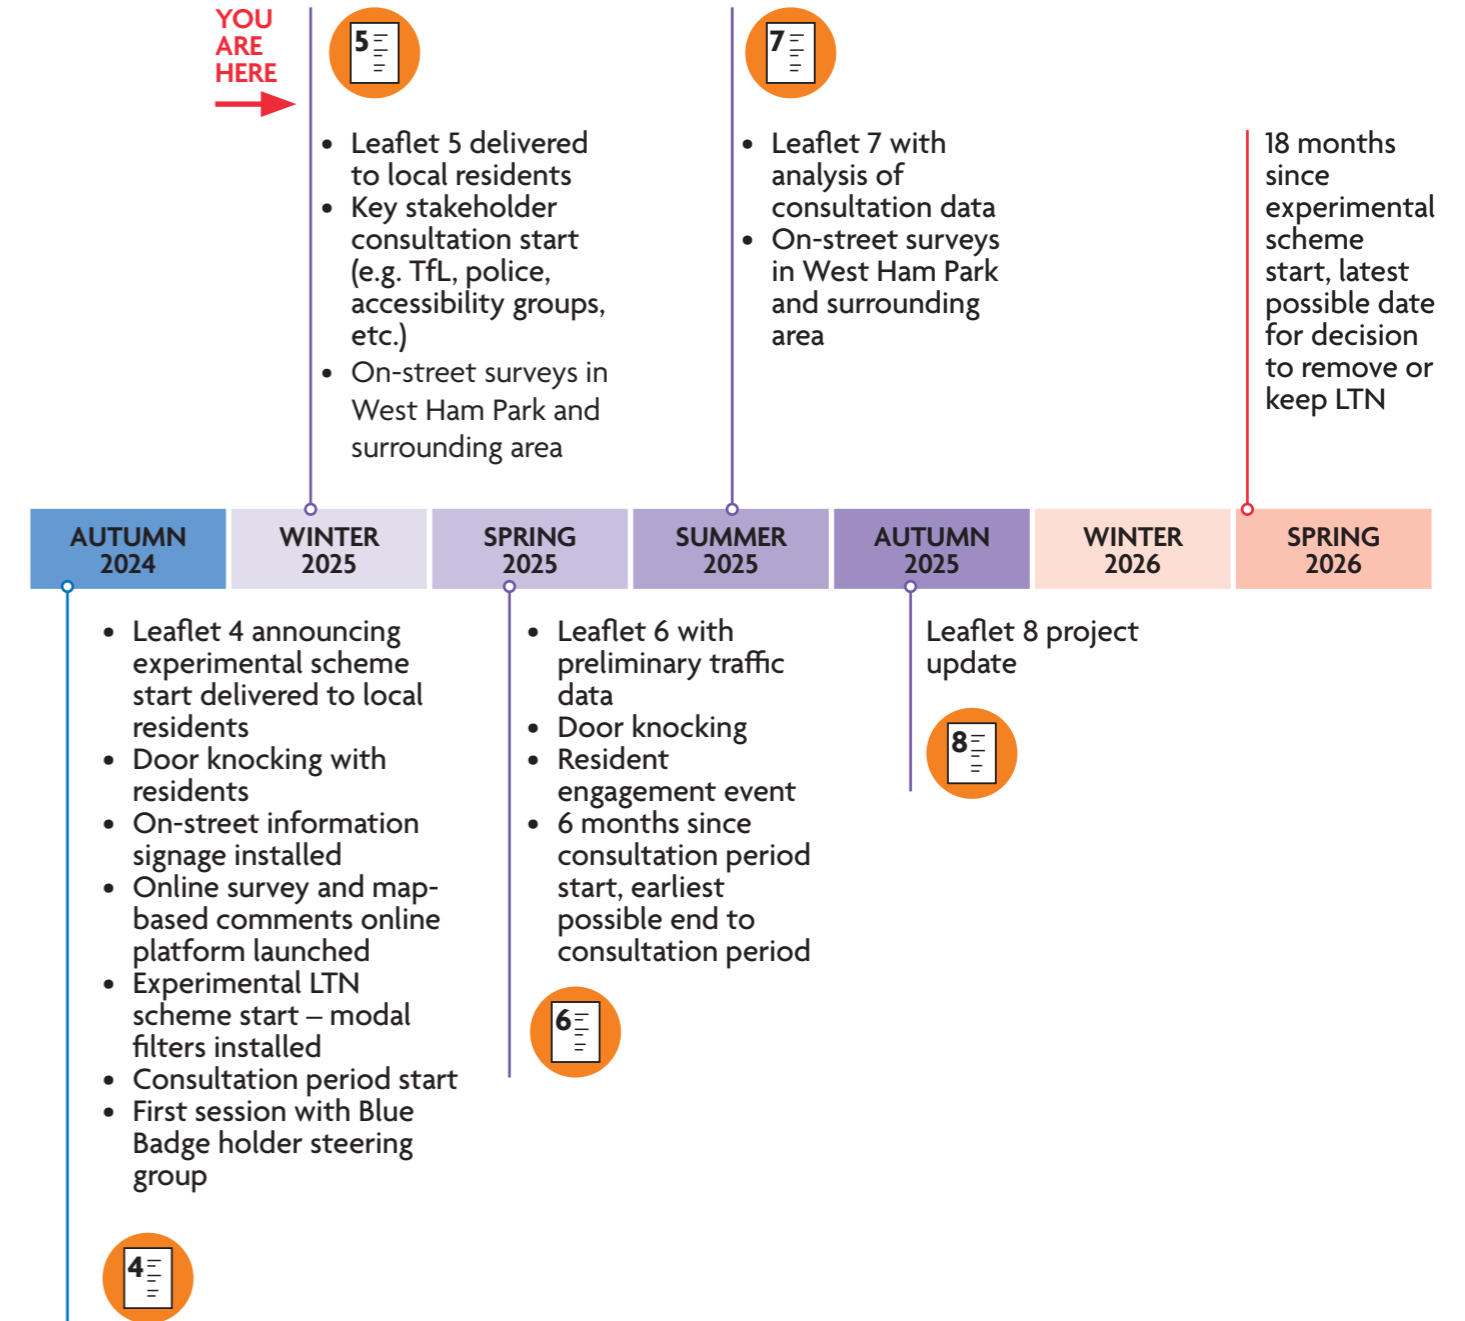 YOU
ARE
HERE
5
• Leaflet 5 delivered
to local residents
• Key stakeholder
consultation start
(e.g. TfL, police,
accessibility groups,
etc.)
• On-street surveys in
West Ham Park and
surrounding area
7
• Leaflet 7 with
analysis of
consultation data
• On-street surveys
in West Ham Park
and surrounding
area
18 months
since
experimental
scheme
start, latest
possible date
for decision
to remove or
keep LTN
AUTUMN
2024
WINTER
2025
SPRING
2025
SUMMER
2025
AUTUMN
2025
WINTER
2026
SPRING
2026
• Leaflet 4 announcing
experimental scheme
start delivered to local
residents
• Door knocking with
residents
• On-street information
signage installed
• Online survey and map-
based comments online
platform launched
• Experimental LTN
scheme start – modal
filters installed
• Consultation period start
• First session with Blue
Badge holder steering
group
4
• Leaflet 6 with
preliminary traffic
data
• Door knocking
• Resident
engagement event
• 6 months since
consultation period
start, earliest
possible end to
consultation period
6
Leaflet 8 project
update
8